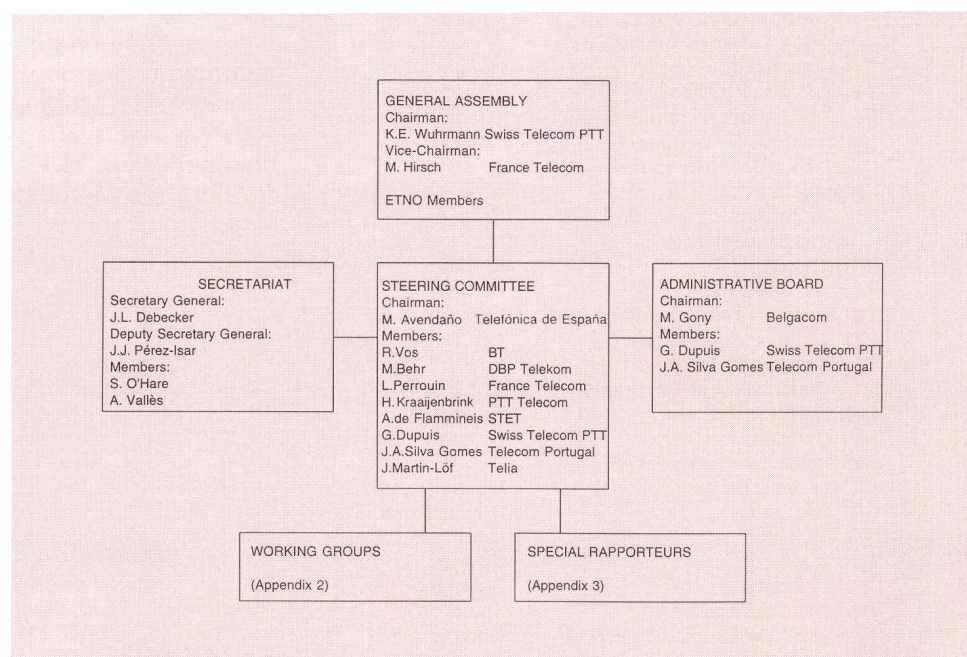 GENERAL ASSEMBLY
Chairman:
K.E. Wuhrmann Swiss Telecom PTT
Vice-Chairman:
M. Hirsch France Telecom
ETNO Members
SECRETARIAT
Secretary General:
J.L. Debecker
Deputy Secretary General:
J.J. Pérez-Isar
Members:
S. O'Hare
A. Vallès
STEERING COMMITTEE
Chairman:
M. Avendaño Telefónica de España
Members:
R.Vos BT
M.Behr DBP Telekom
L.Perrouin France Telecom
H.Kraaijenbrink PTT Telecom
A.de Flammineis STET
G.Dupuis Swiss Telecom PTT
J.A.Silva Gomes Telecom Portugal
J.Martin-Löf Telia
ADMINISTRATIVE BOARD
Chairman:
M. Gony Belgacom
Members:
G. Dupuis Swiss Telecom PTT
J.A. Silva Gomes Telecom Portugal
WORKING GROUPS
(Appendix 2)
SPECIAL RAPPORTEURS
(Appendix 3)